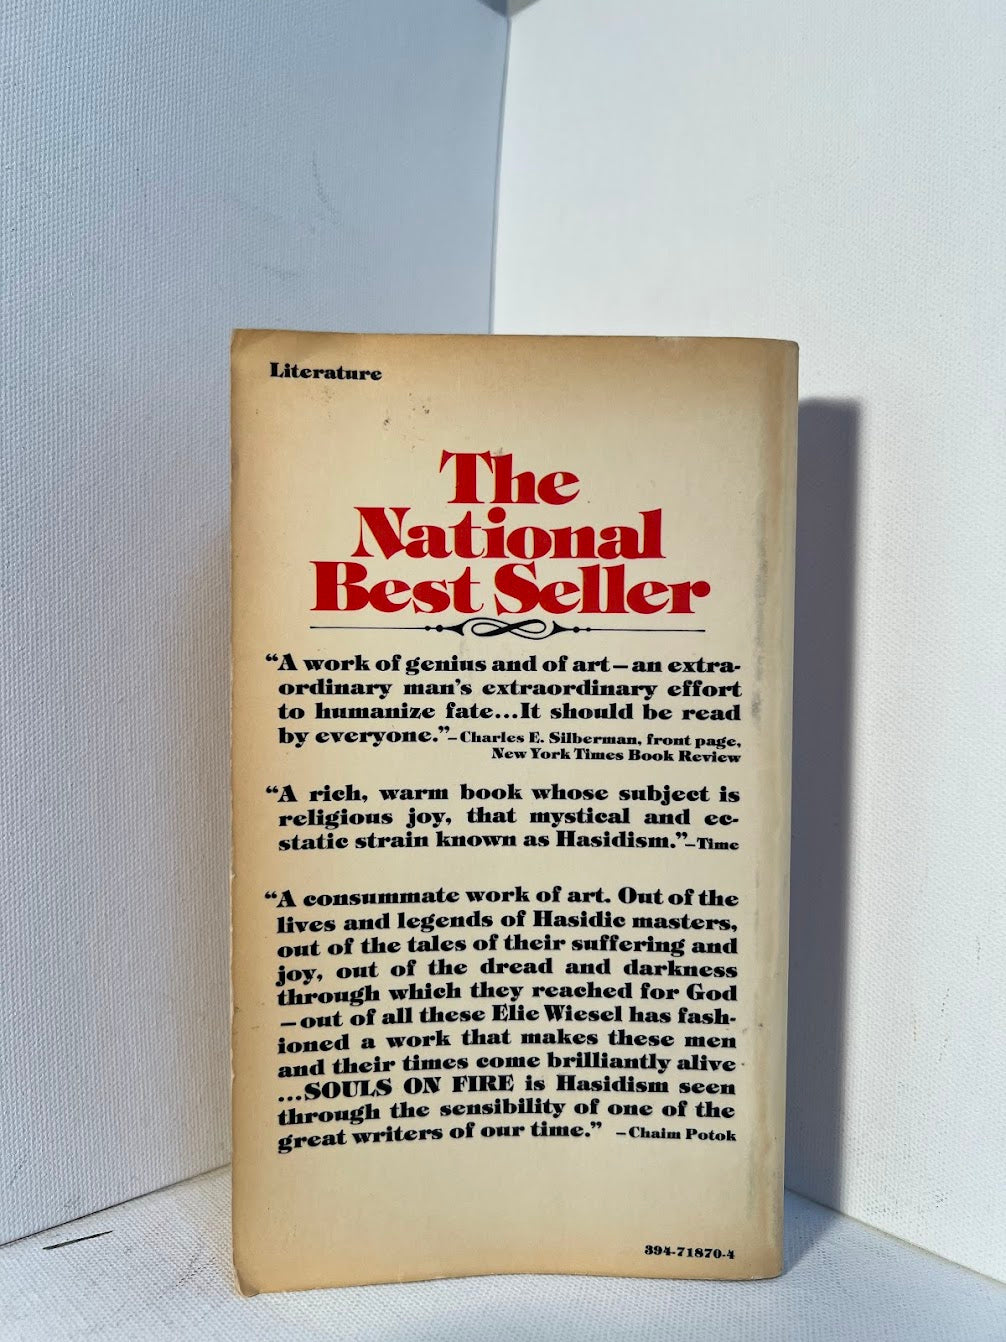 Literature
The
National
Best Seller
“A work of genius and of art—an extra-
ordinary man’s extraordinary effort
to humanize fate...It should be read
by everyone.”—Charles E. Silberman, front page,
New York Times Book Review
“A rich, warm book whose subject is
religious joy, that mystical and ec-
static strain known as Hasidism.”—Time
“A consummate work of art. Out of the
lives and legends of Hasidic masters,
out of the tales of their suffering and
joy, out of the dread and darkness
through which they reached for God
—out of all these Elie Wiesel has fash-
ioned a work that makes these men
and their times come brilliantly alive
...SOULS ON FIRE is Hasidism seen
through the sensibility of one of the
great writers of our time.” —Chaim Potok
394-71870-4